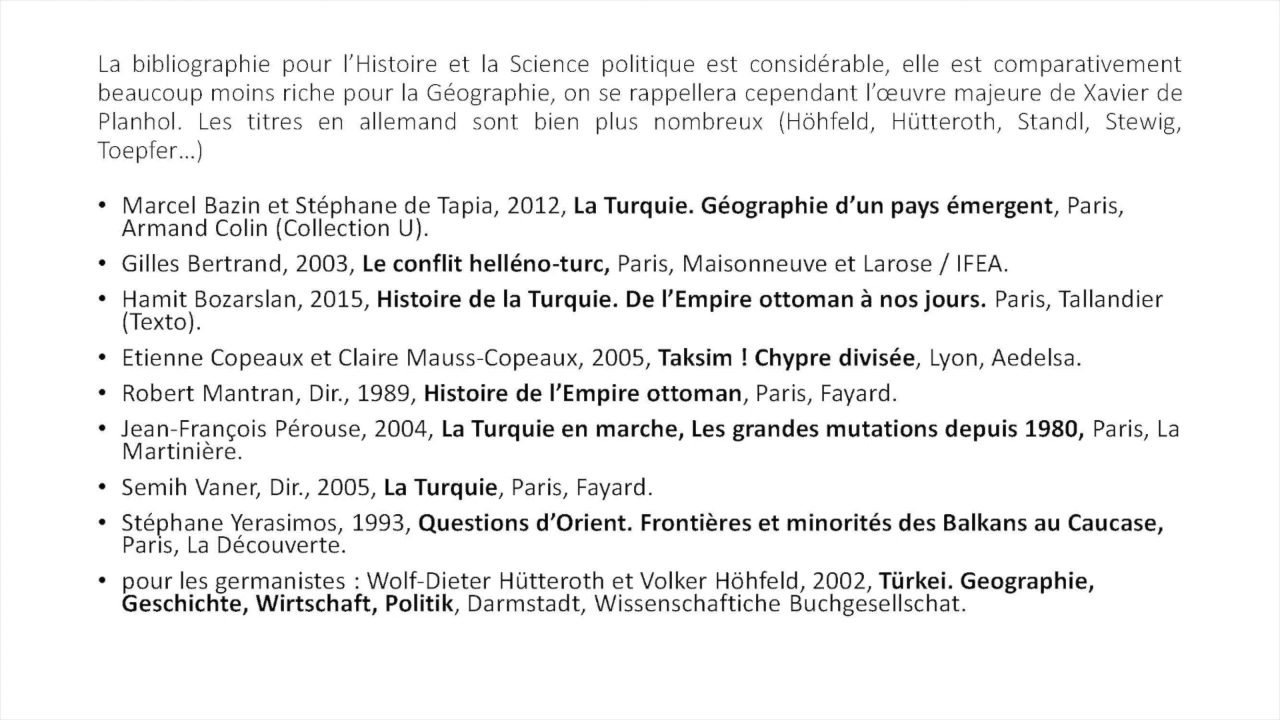 La bibliographie pour l’Histoire et la Science politique est considérable, elle est comparativement
beaucoup moins riche pour la Géographie, on se rappellera cependant l’œuvre majeure de Xavier de
Planhol. Les titres en allemand sont bien plus nombreux (Höhfeld, Hütteroth, Standl, Stewig,
Toepfer…)
• Marcel Bazin et Stéphane de Tapia, 2012, La Turquie. Géographie d’un pays émergent, Paris,
Armand Colin (Collection U).
• Gilles Bertrand, 2003, Le conflit helléno-turc, Paris, Maisonneuve et Larose / IFEA.
• Hamit Bozarslan, 2015, Histoire de la Turquie. De l’Empire ottoman à nos jours. Paris, Tallandier
(Texto).
• Etienne Copeaux et Claire Mauss-Copeaux, 2005, Taksim ! Chypre divisée, Lyon, Aedelsa.
• Robert Mantran, Dir., 1989, Histoire de l’Empire ottoman, Paris, Fayard.
• Jean-François Pérouse, 2004, La Turquie en marche, Les grandes mutations depuis 1980, Paris, La
Martinière.
• Semih Vaner, Dir., 2005, La Turquie, Paris, Fayard.
• Stéphane Yerasimos, 1993, Questions d’Orient. Frontières et minorités des Balkans au Caucase,
Paris, La Découverte.
• pour les germanistes : Wolf-Dieter Hütteroth et Volker Höhfeld, 2002, Türkei. Geographie,
Geschichte, Wirtschaft, Politik, Darmstadt, Wissenschaftiche Buchgesellschat.